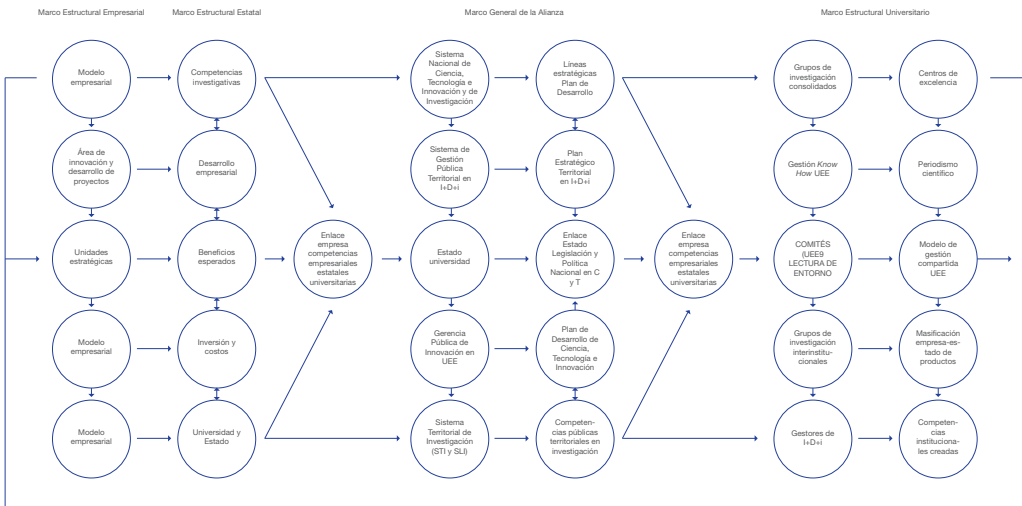 Marco Estructural Empresarial
Marco Estructural Estatal
Marco General de la Alianza
Marco Estructural Universitario
Modelo
empresarial
Competencias
investigativas
Sistema
Nacional de
Ciencia,
Tecnología e
Innovación y de
Investigación
Líneas
estratégicas
Plan de
Desarrollo
Grupos de
investigación
consolidados
Centros de
excelencia
Área de
innovación y
desarrollo de
proyectos
Desarrollo
empresarial
Sistema de
Gestión
Pública
Territorial en
I+D+i
Plan
Estratégico
Territorial
en I+D+i
Gestión Know
How UEE
Periodismo
científico
Unidades
estratégicas
Beneficios
esperados
Enlace
empresa
competencias
empresariales
estatales
universitarias
Estado
universidad
Enlace
Estado
Legislación y
Política
Nacional en C
y T
Enlace
empresa
competencias
empresariales
estatales
universitarias
COMITÉS
(UEE9
LECTURA DE
ENTORNO
Modelo de
gestión
compartida
UEE
Modelo
empresarial
Inversión y
costos
Gerencia
Pública de
Innovación en
UEE
Plan de
Desarrollo de
Ciencia,
Tecnología e
Innovación
Grupos de
investigación
interinstitu-
cionales
Masificación
empresa-es-
tado de
productos
Modelo
empresarial
Universidad y
Estado
Sistema
Territorial de
Investigación
(STI y SLI)
Competen-
cias públicas
territoriales en
investigación
Gestores de
I+D+i
Competen-
cias
instituciona-
les creadas